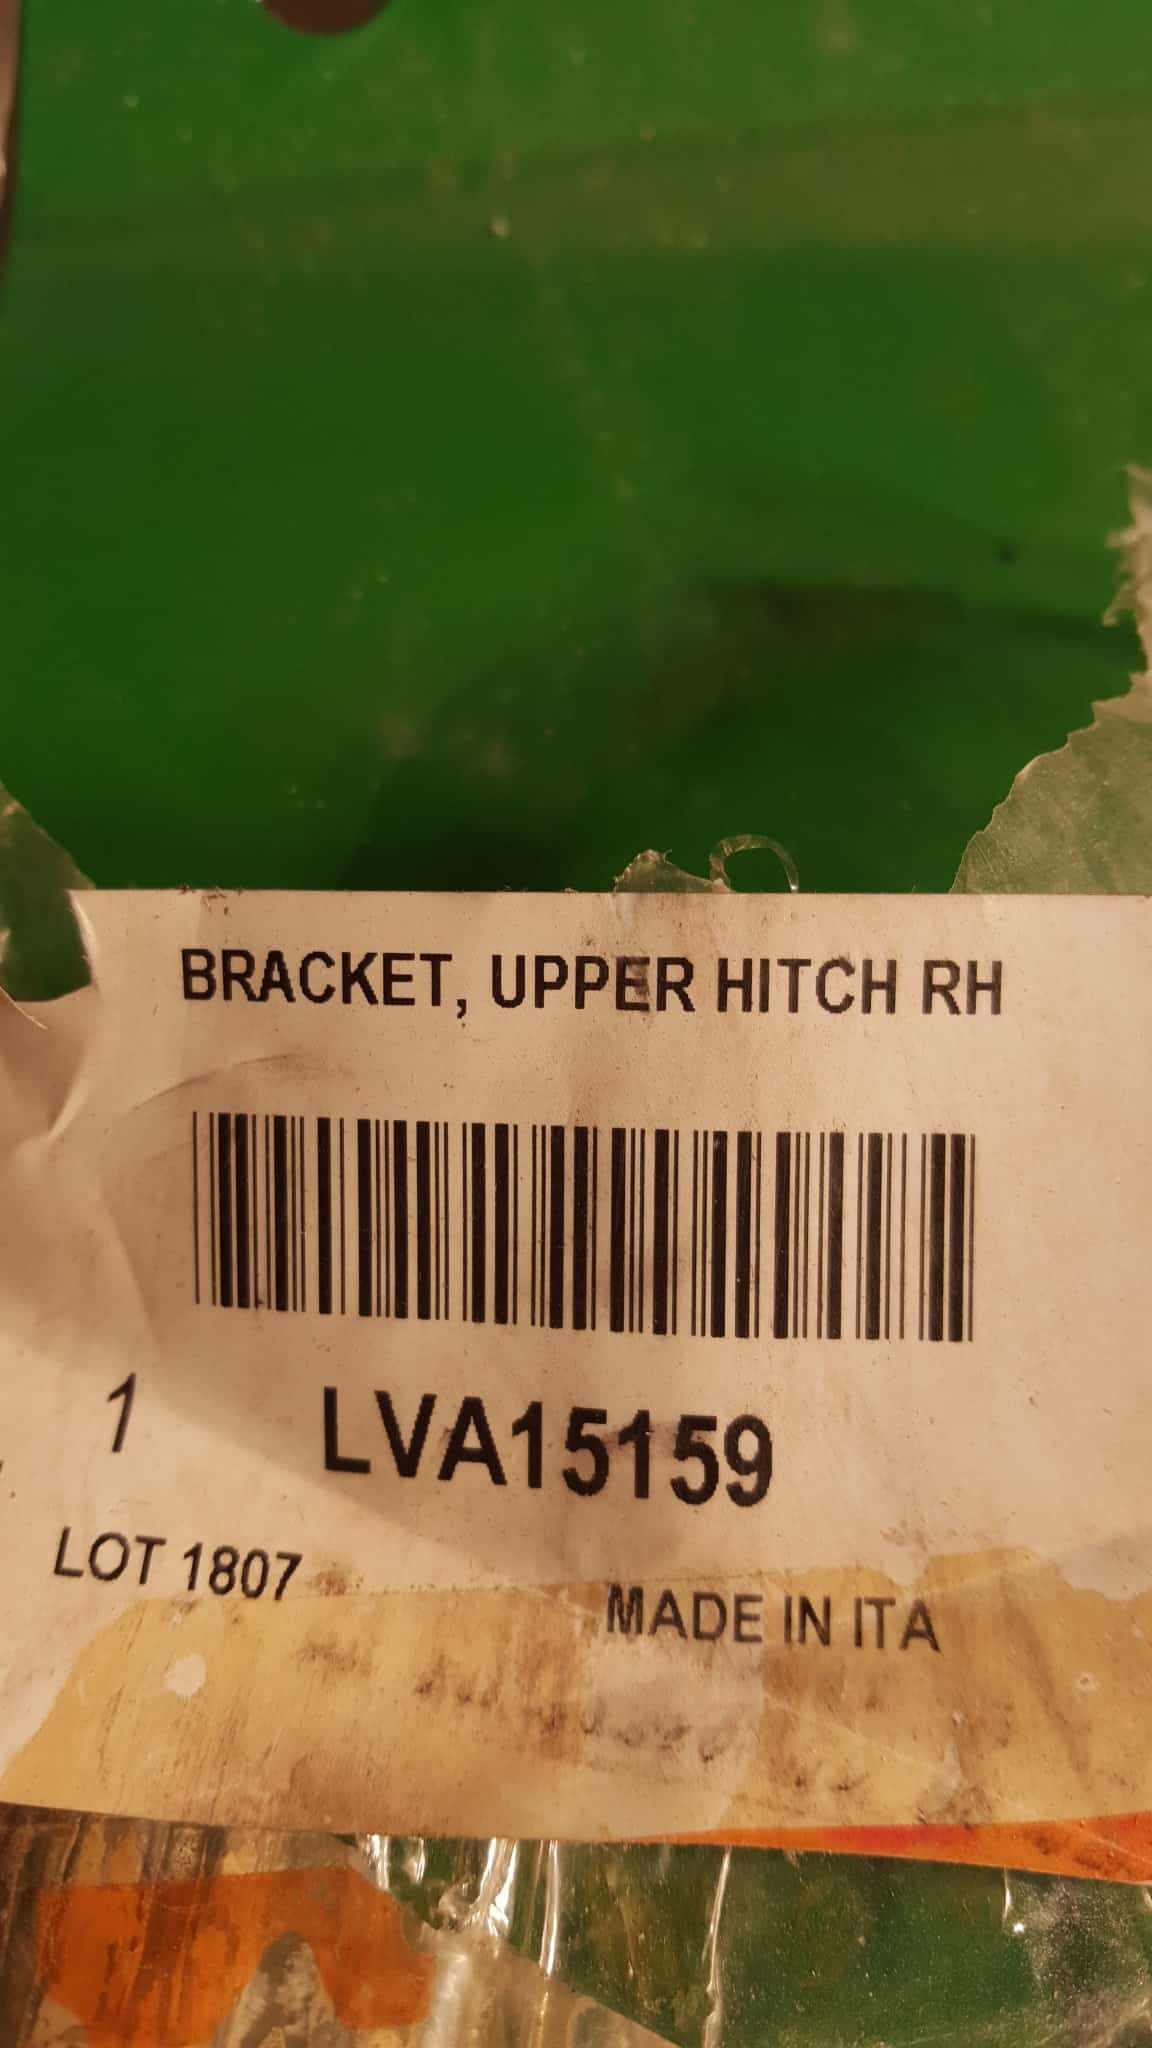 BRACKET, UPPER HITCH RH
1 LVA15159
LOT 1807
MADE IN ITA